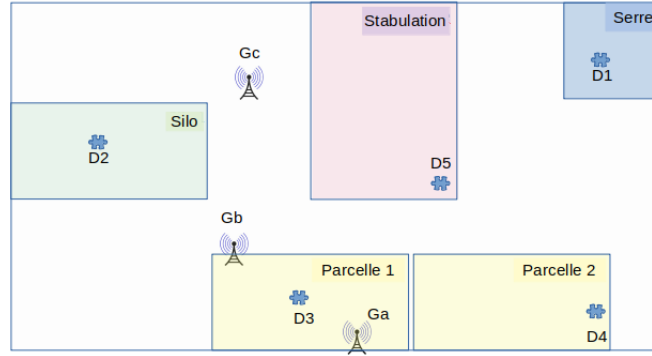 Stabulation
Serre
Gc
D1
Silo
D2
D5
Gb
Parcelle 1
Parcelle 2
D3
Ga
D4